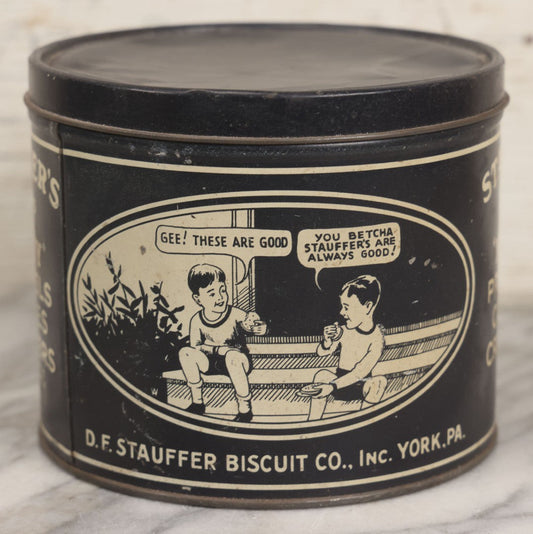 GEE! THESE ARE GOOD
YOU BETCHA
STAUFFER'S ARE
ALWAYS GOOD!
D.F. STAUFFER BISCUIT CO., INC. YORK, PA.